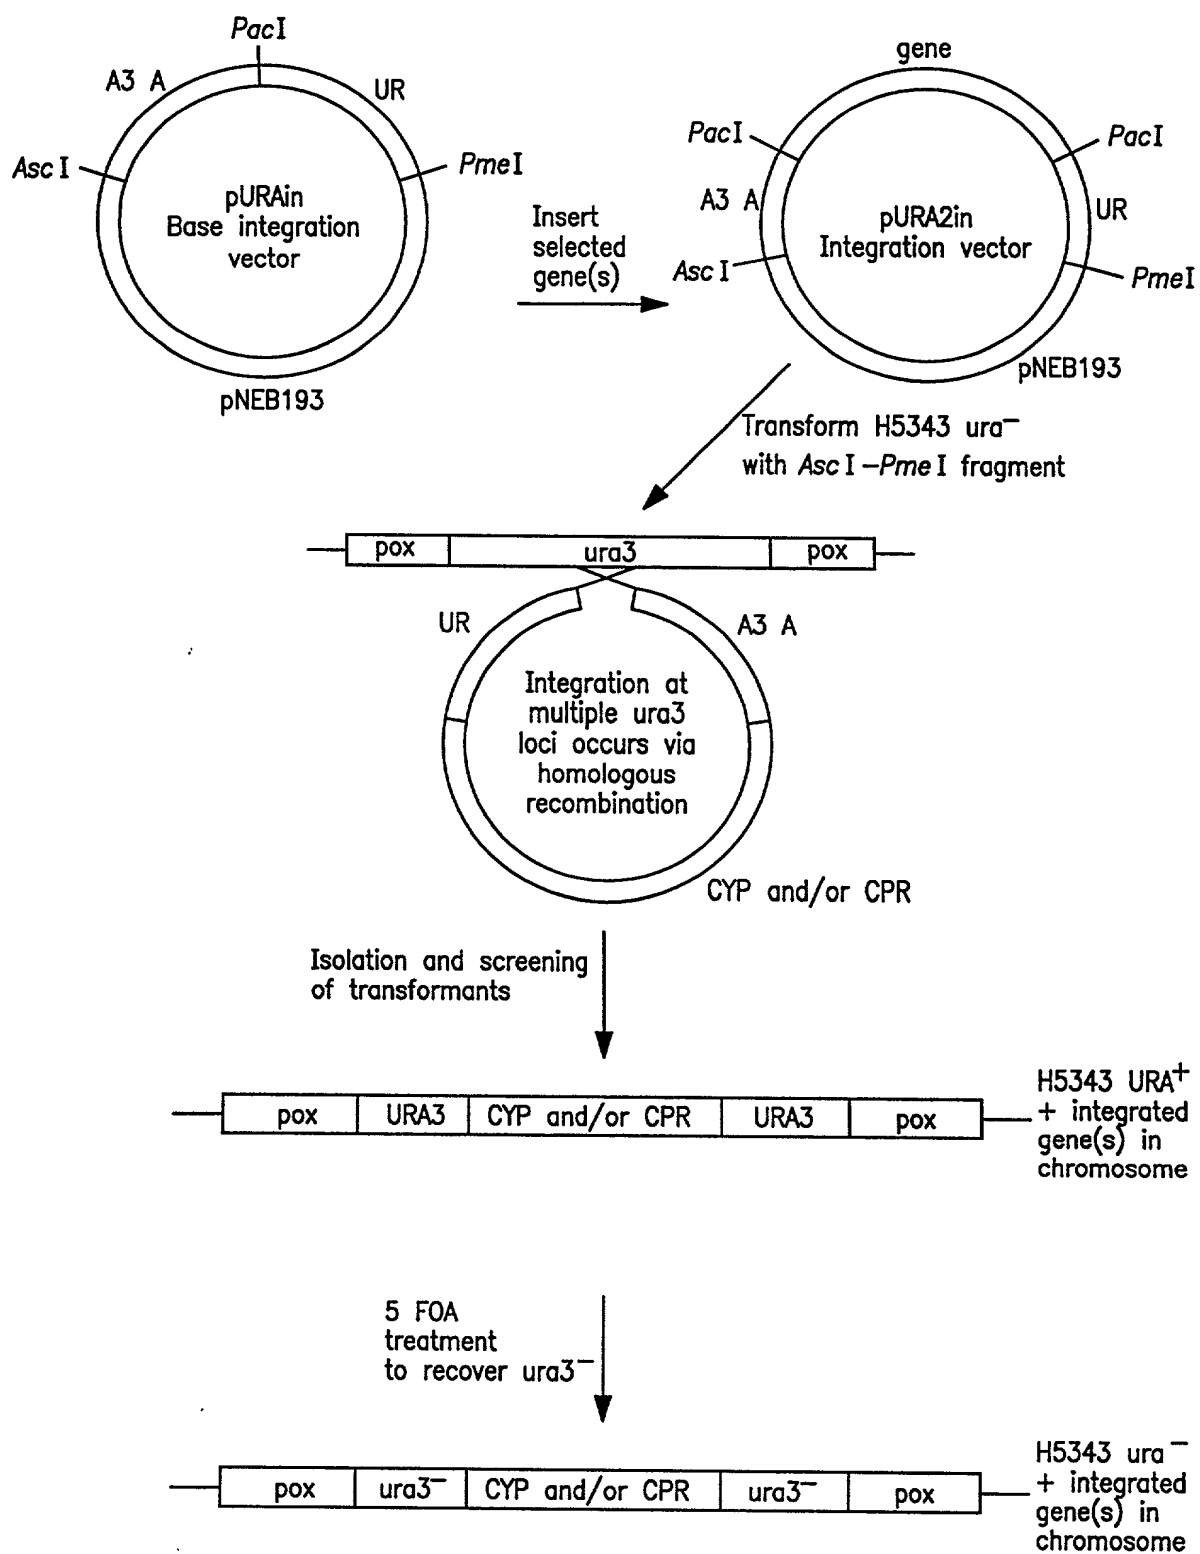 PacI
A3 A
UR
AscI
PmeI
pURAin
Base integration
vector
pNEB193
Insert
selected
gene(s)
gene
PacI
PacI
A3 A
UR
pURA2in
Integration vector
AscI
PmeI
pNEB193
Transform H5343 ura⁻
with AscI–PmeI fragment
pox
ura3
pox
UR
A3 A
Integration at
multiple ura3
loci occurs via
homologous
recombination
CYP and/or CPR
Isolation and screening
of transformants
pox
URA3
CYP and/or CPR
URA3
pox
H5343 URA⁺
+ integrated
gene(s) in
chromosome
5 FOA
treatment
to recover ura3⁻
pox
ura3⁻
CYP and/or CPR
ura3⁻
pox
H5343 ura⁻
+ integrated
gene(s) in
chromosome